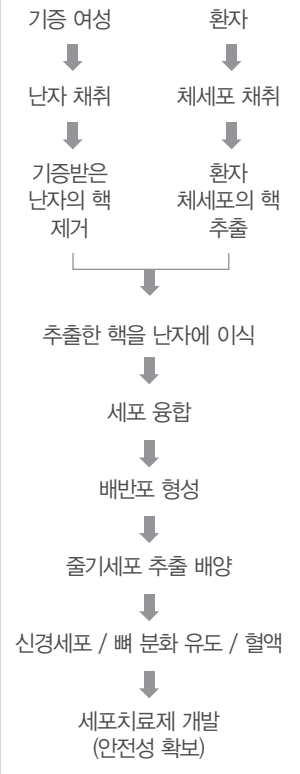 기증 여성
환자
난자 채취
체세포 채취
기증받은
난자의 핵
제거
환자
체세포의 핵
추출
추출한 핵을 난자에 이식
세포 융합
배반포 형성
줄기세포 추출 배양
신경세포 / 뼈 분화 유도 / 혈액
세포치료제 개발
(안전성 확보)